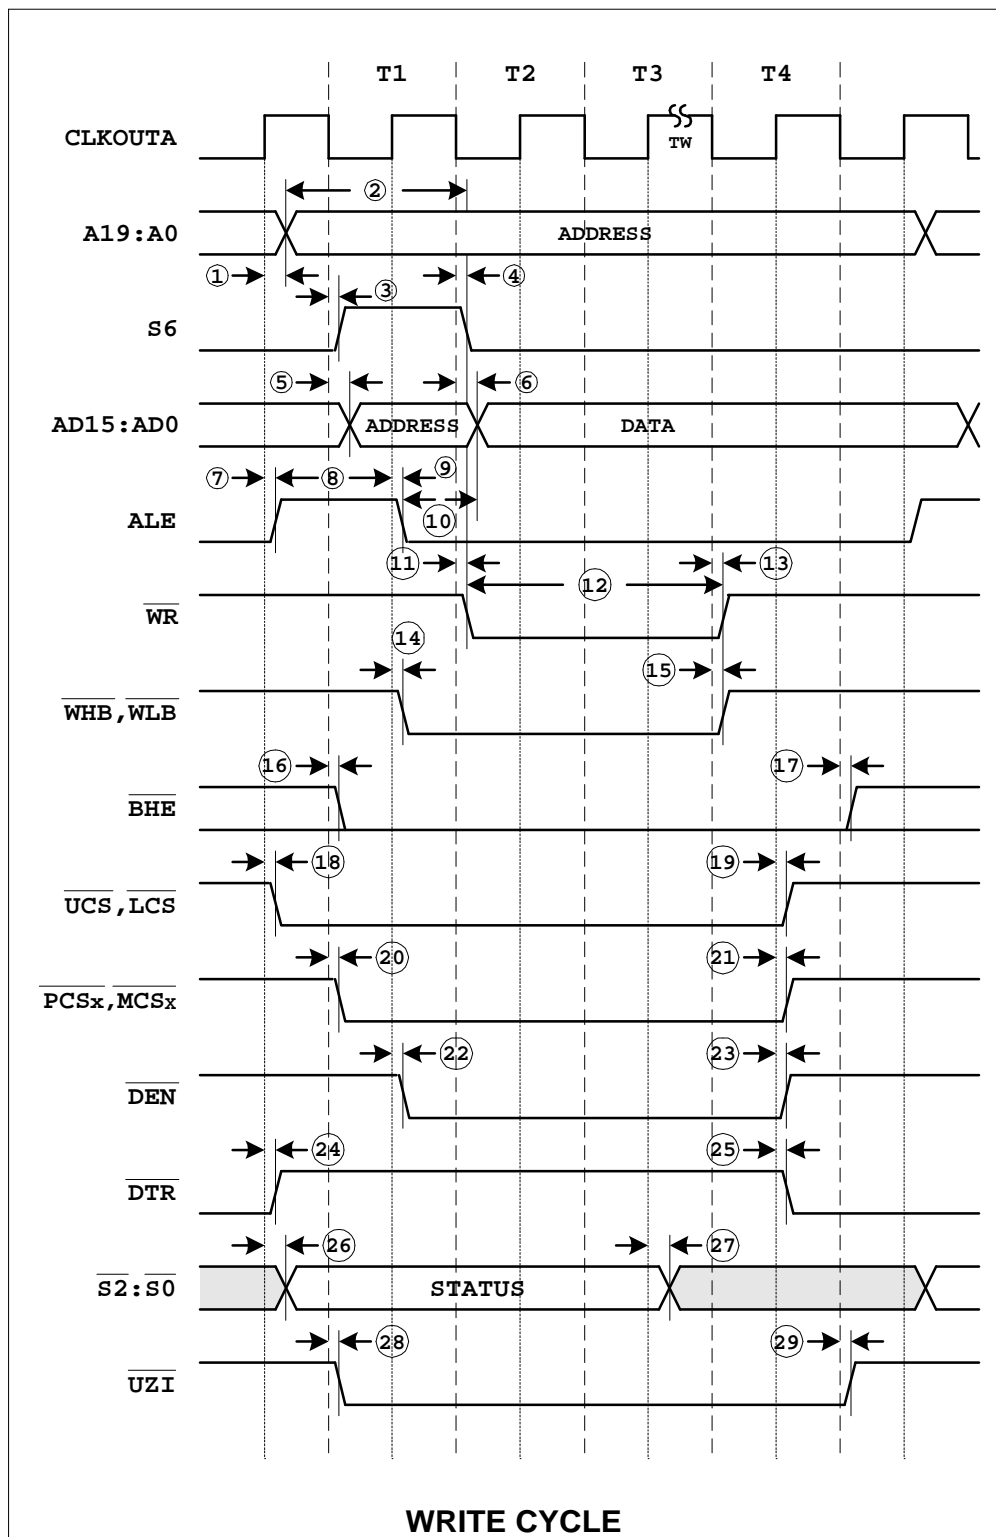 T1 T2 T3 T4
CLKOUTA
TW
2
A19:A0 ADDRESS
1 3 4
S6
5 6
AD15:AD0 ADDRESS DATA
7 8 9
ALE 10
11 12 13
WR
14
15
WHB,WLB
16 17
BHE
18 19
UCS,LCS
20 21
PCSx,MCSx
22 23
DEN
24 25
DTR
26 27
S2:S0 STATUS
28 29
UZI
WRITE CYCLE